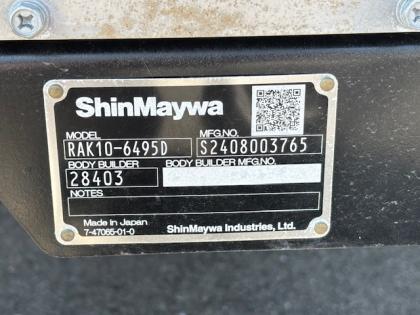 ShinMaywa
MODEL MFG.NO.
RAK10-6495D S2408003765
BODY BUILDER BODY BUILDER MFG.NO.
28403
NOTES
Made in Japan
7-47065-01-0 ShinMaywa Industries, Ltd.